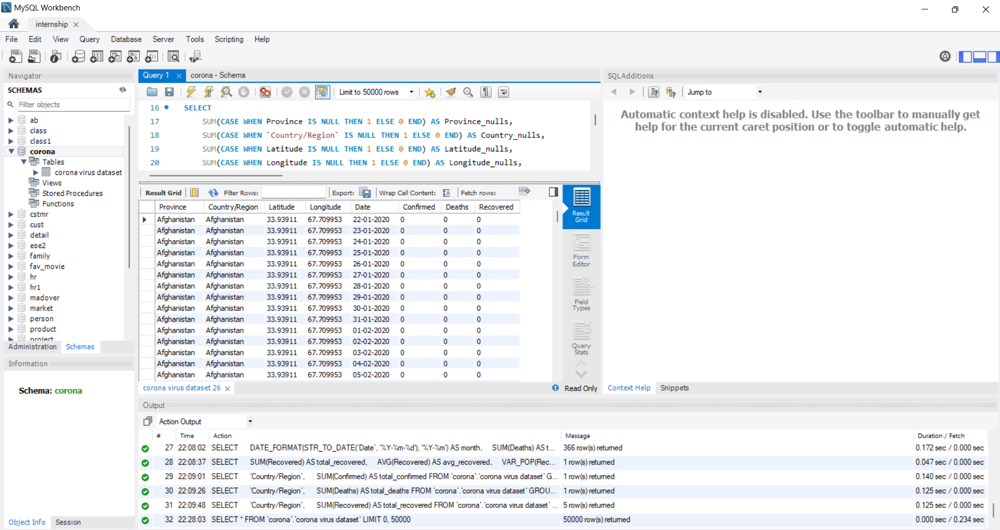 MySQL Workbench
internship
File Edit View Query Database Server Tools Scripting Help
Navigator
SCHEMAS
Filter objects
ab
class
class1
corona
Tables
corona virus dataset
Views
Stored Procedures
Functions
cstmr
cust
detail
ese2
family
fav_movie
hr
hr1
madover
market
person
product
project
Administration Schemas
Information
Schema: corona
Object Info Session
Query 1 corona - Schema
Limit to 50000 rows
16 SELECT
17 SUM(CASE WHEN Province IS NULL THEN 1 ELSE 0 END) AS Province_nulls,
18 SUM(CASE WHEN `Country/Region` IS NULL THEN 1 ELSE 0 END) AS Country_nulls,
19 SUM(CASE WHEN Latitude IS NULL THEN 1 ELSE 0 END) AS Latitude_nulls,
20 SUM(CASE WHEN Longitude IS NULL THEN 1 ELSE 0 END) AS Longitude_nulls,
Result Grid Filter Rows: Export: Wrap Cell Content: Fetch rows:
Province Country/Region Latitude Longitude Date Confirmed Deaths Recovered
Afghanistan Afghanistan 33.93911 67.709953 22-01-2020 0 0 0
Afghanistan Afghanistan 33.93911 67.709953 23-01-2020 0 0 0
Afghanistan Afghanistan 33.93911 67.709953 24-01-2020 0 0 0
Afghanistan Afghanistan 33.93911 67.709953 25-01-2020 0 0 0
Afghanistan Afghanistan 33.93911 67.709953 26-01-2020 0 0 0
Afghanistan Afghanistan 33.93911 67.709953 27-01-2020 0 0 0
Afghanistan Afghanistan 33.93911 67.709953 28-01-2020 0 0 0
Afghanistan Afghanistan 33.93911 67.709953 29-01-2020 0 0 0
Afghanistan Afghanistan 33.93911 67.709953 30-01-2020 0 0 0
Afghanistan Afghanistan 33.93911 67.709953 31-01-2020 0 0 0
Afghanistan Afghanistan 33.93911 67.709953 01-02-2020 0 0 0
Afghanistan Afghanistan 33.93911 67.709953 02-02-2020 0 0 0
Afghanistan Afghanistan 33.93911 67.709953 03-02-2020 0 0 0
Afghanistan Afghanistan 33.93911 67.709953 04-02-2020 0 0 0
Afghanistan Afghanistan 33.93911 67.709953 05-02-2020 0 0 0
Result
Grid
Form
Editor
Field
Types
Query
Stats
corona virus dataset 26 Read Only
SQLAdditions
Jump to
Automatic context help is disabled. Use the toolbar to manually get
help for the current caret position or to toggle automatic help.
Context Help Snippets
Output
Action Output
# Time Action Message Duration / Fetch
27 22:08:02 SELECT DATE_FORMAT(STR_TO_DATE(`Date`, '%Y-%m-%d'), '%Y-%m') AS month, SUM(Deaths) AS t... 366 row(s) returned 0.172 sec / 0.000 sec
28 22:08:37 SELECT SUM(Recovered) AS total_recovered, AVG(Recovered) AS avg_recovered, VAR_POP(Rec... 1 row(s) returned 0.047 sec / 0.000 sec
29 22:09:01 SELECT `Country/Region`, SUM(Confirmed) AS total_confirmed FROM `corona`.`corona virus dataset` G... 1 row(s) returned 0.140 sec / 0.000 sec
30 22:09:26 SELECT `Country/Region`, SUM(Deaths) AS total_deaths FROM `corona`.`corona virus dataset` GROU... 1 row(s) returned 0.125 sec / 0.000 sec
31 22:09:48 SELECT `Country/Region`, SUM(Recovered) AS total_recovered FROM `corona`.`corona virus dataset` ... 5 row(s) returned 0.125 sec / 0.000 sec
32 22:28:03 SELECT * FROM `corona`.`corona virus dataset` LIMIT 0, 50000 50000 row(s) returned 0.000 sec / 0.234 sec